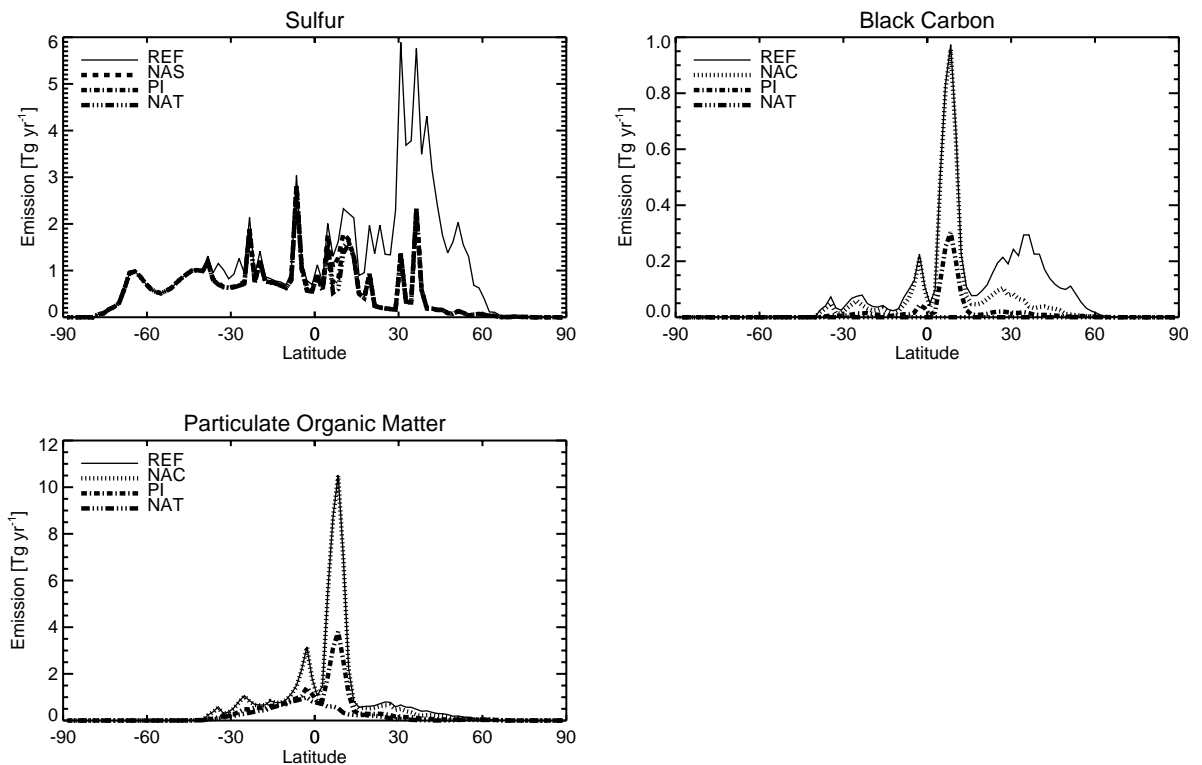 Sulfur
Emission [Tg yr-1]
6
5
4
3
2
1
0
REF
NAS
PI
NAT
-90 -60 -30 0 30 60 90
Latitude
Black Carbon
Emission [Tg yr-1]
1.0
0.8
0.6
0.4
0.2
0.0
REF
NAC
PI
NAT
-90 -60 -30 0 30 60 90
Latitude
Particulate Organic Matter
Emission [Tg yr-1]
12
10
8
6
4
2
0
REF
NAC
PI
NAT
-90 -60 -30 0 30 60 90
Latitude